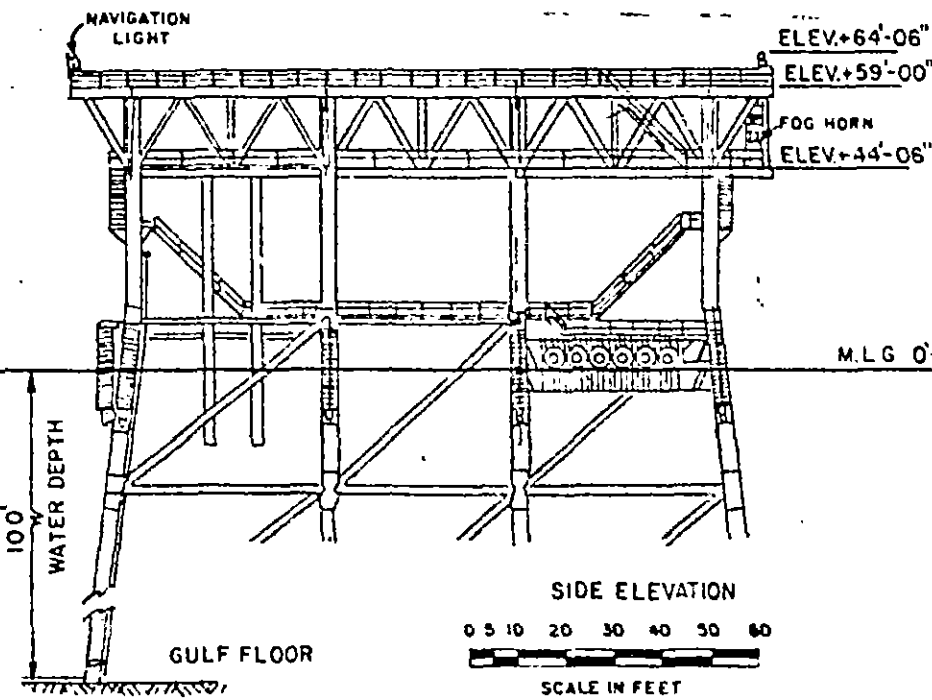 NAVIGATION
LIGHT
ELEV.+64'-06"
ELEV.+59'-00"
FOG HORN
ELEV.+44'-06"
M.L.G 0'
100'
WATER DEPTH
SIDE ELEVATION
0 5 10 20 30 40 50 60
GULF FLOOR
SCALE IN FEET